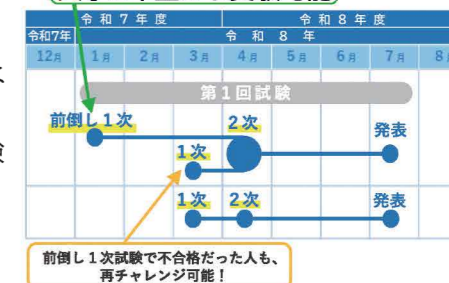 令和７年度 令和８年度
令和7年 令和８年
12月 1月 2月 3月 4月 5月 6月 7月 8
第１回試験
前倒し１次 2次 発表
1次
1次 2次 発表
前倒し１次試験で不合格だった人も、
再チャレンジ可能！